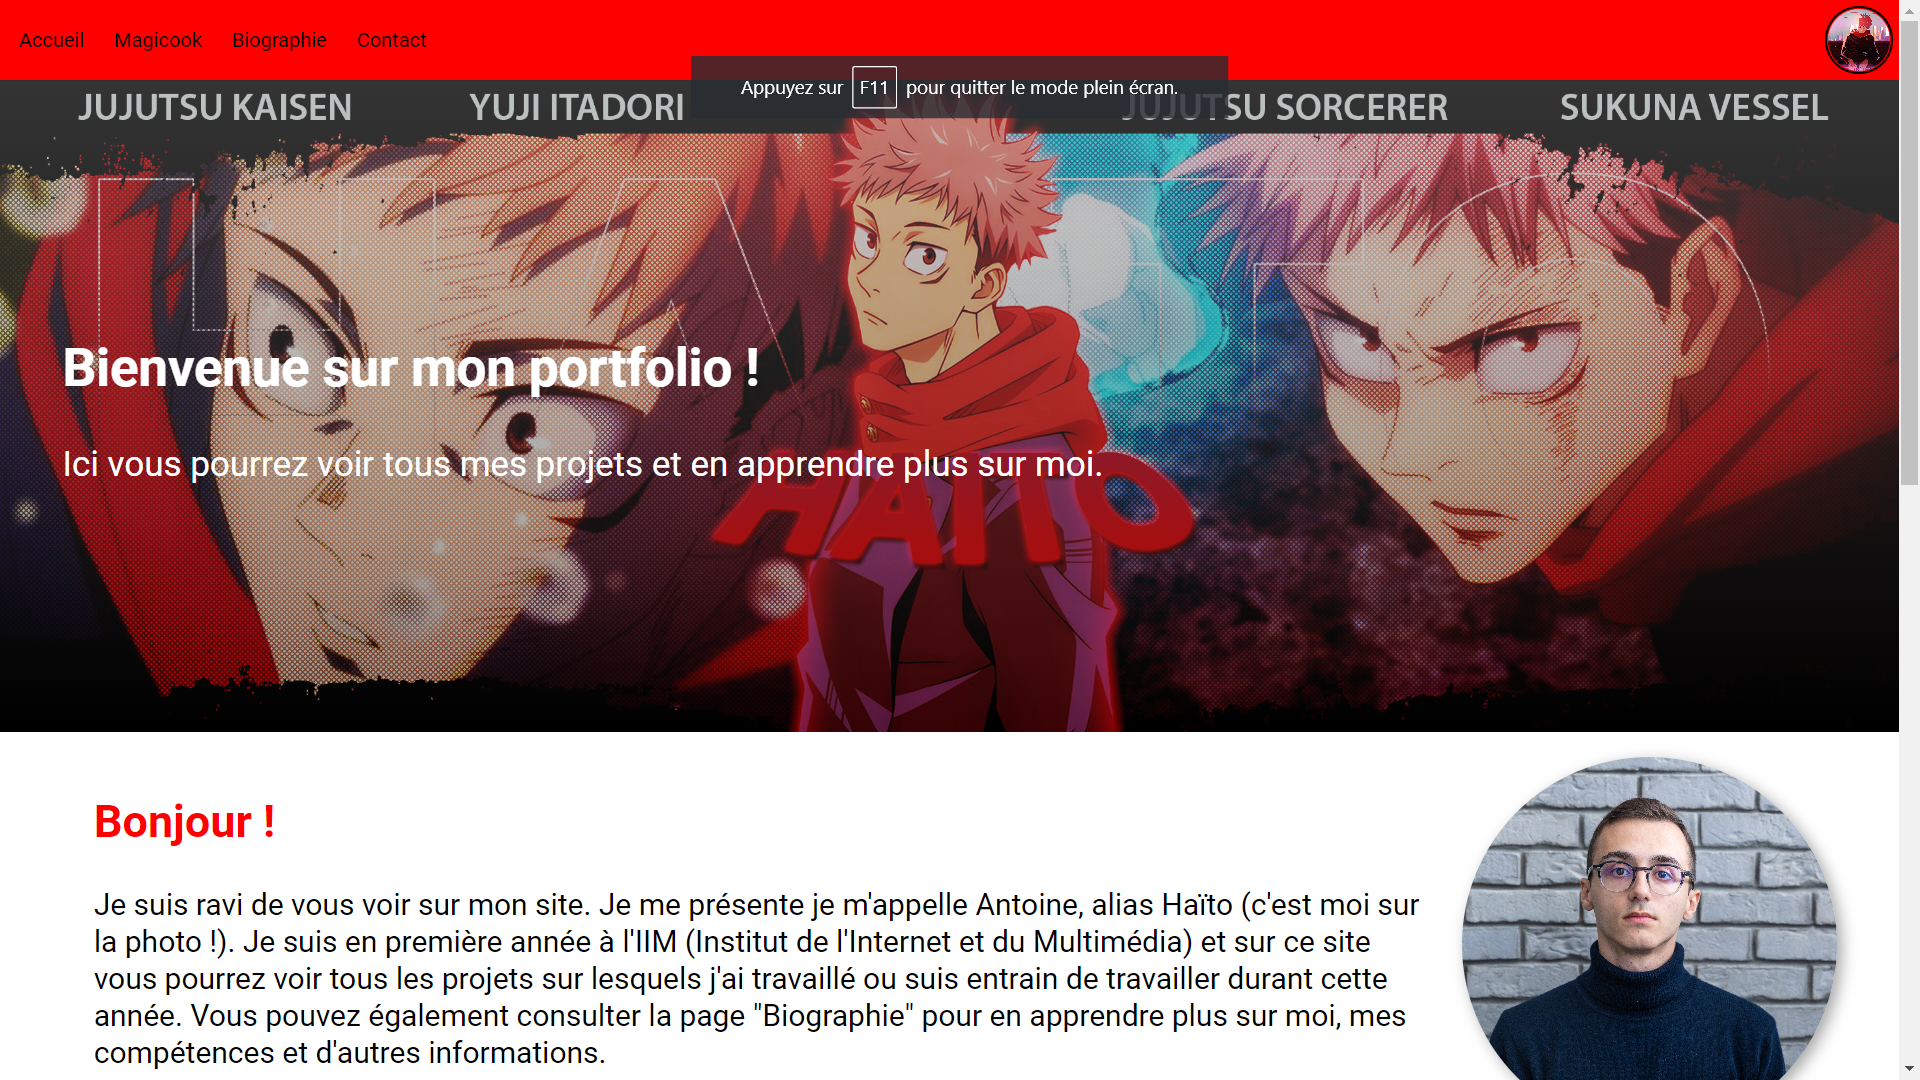 Accueil Magicook Biographie Contact
Appuyez sur F11 pour quitter le mode plein écran.
JUJUTSU KAISEN YUJI ITADORI JUJUTSU SORCERER SUKUNA VESSEL
Bienvenue sur mon portfolio !
Ici vous pourrez voir tous mes projets et en apprendre plus sur moi.
HAÏTO
Bonjour !
Je suis ravi de vous voir sur mon site. Je me présente je m'appelle Antoine, alias Haïto (c'est moi sur
la photo !). Je suis en première année à l'IIM (Institut de l'Internet et du Multimédia) et sur ce site
vous pourrez voir tous les projets sur lesquels j'ai travaillé ou suis entrain de travailler durant cette
année. Vous pouvez également consulter la page "Biographie" pour en apprendre plus sur moi, mes
compétences et d'autres informations.